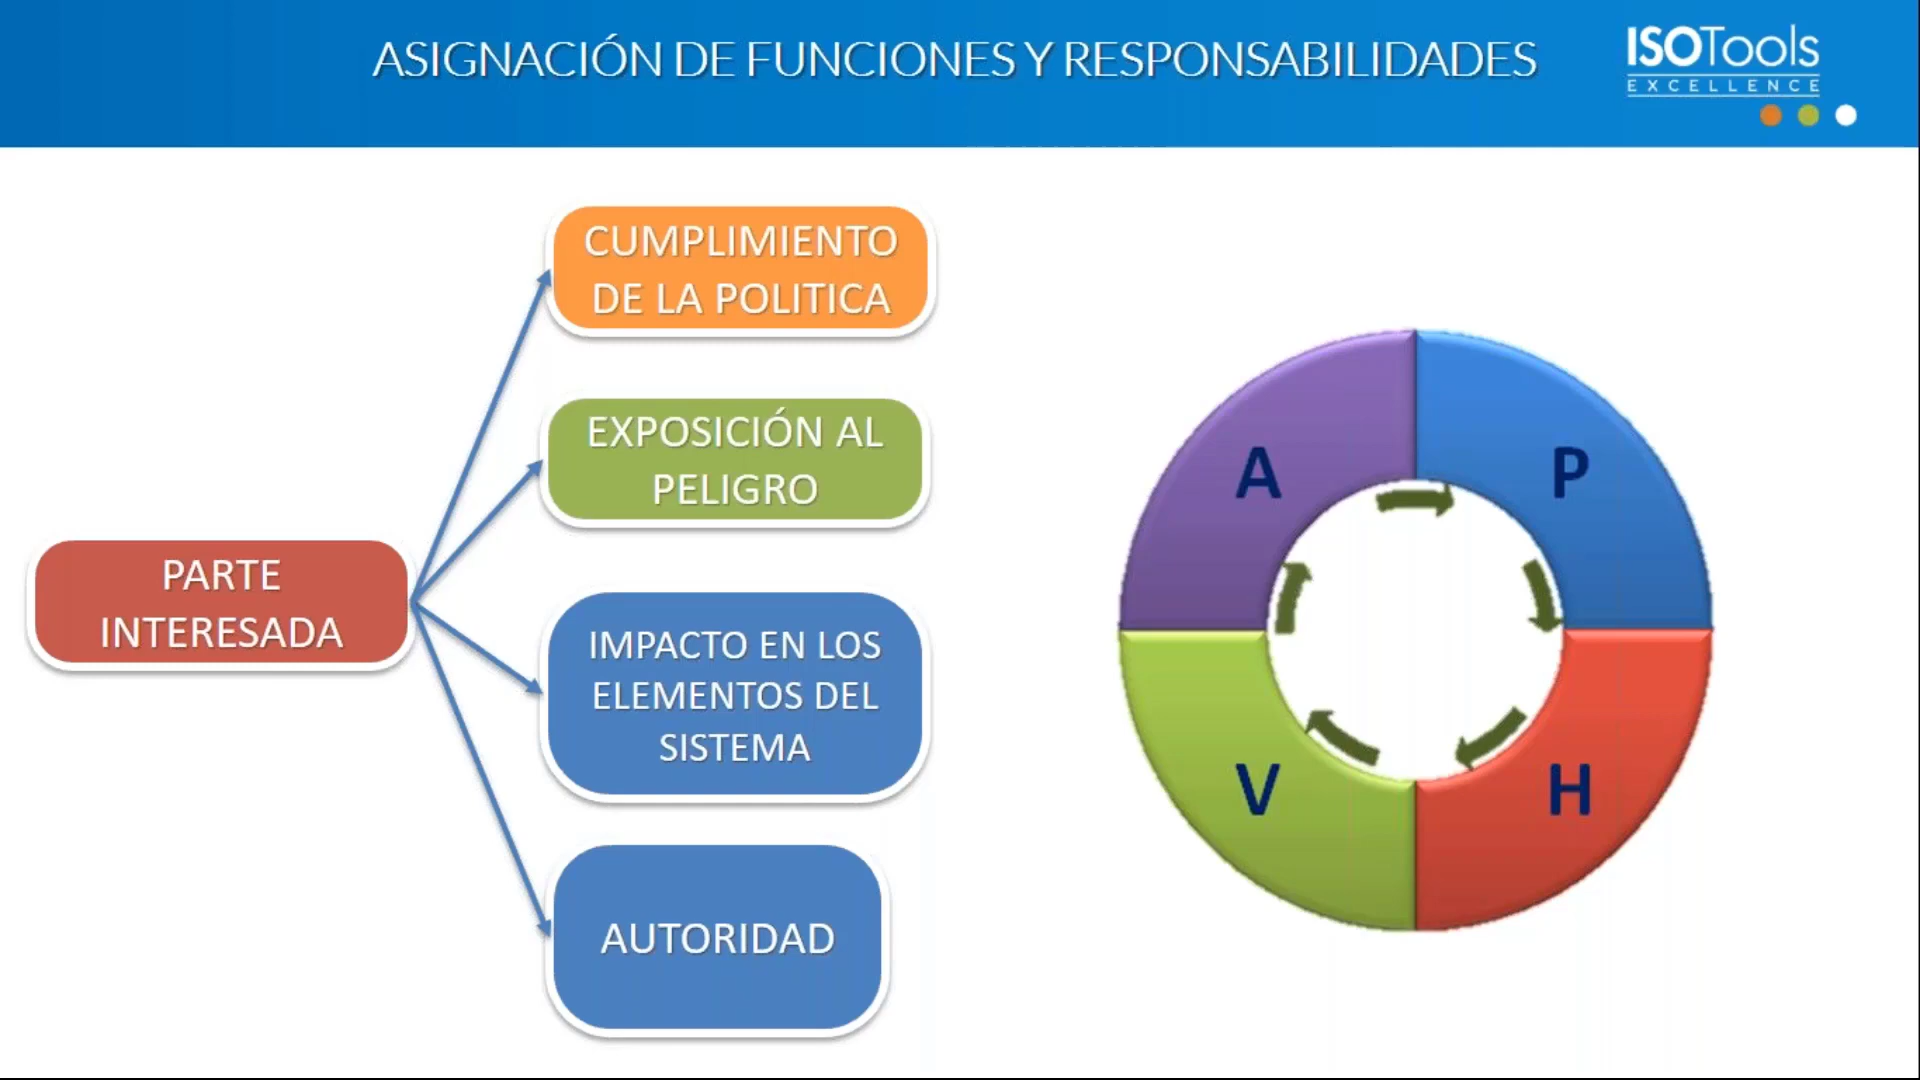 ASIGNACIÓN DE FUNCIONES Y RESPONSABILIDADES
ISOTools
EXCELLENCE
CUMPLIMIENTO
DE LA POLITICA
EXPOSICIÓN AL
PELIGRO
PARTE
INTERESADA
IMPACTO EN LOS
ELEMENTOS DEL
SISTEMA
AUTORIDAD
A
P
V
H